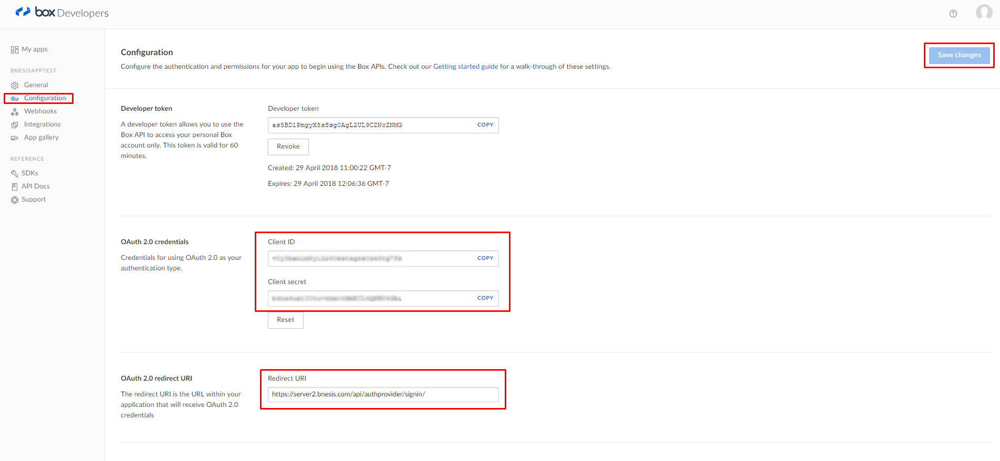 box Developers
My apps
BNESISAPPTEST
General
Configuration
Webhooks
Integrations
App gallery
REFERENCE
SDKs
API Docs
Support
Configuration
Configure the authentication and permissions for your app to begin using the Box APIs. Check out our Getting started guide for a walk-through of these settings.
Save changes
Developer token
A developer token allows you to use the
Box API to access your personal Box
account only. This token is valid for 60
minutes.
Developer token
as5BDlPmgyX8sSsg0AgL2UL9CZNcZNMG COPY
Revoke
Created: 29 April 2018 11:00:22 GMT-7
Expires: 29 April 2018 12:06:36 GMT-7
OAuth 2.0 credentials
Credentials for using OAuth 2.0 as your
authentication type.
Client ID
COPY
Client secret
COPY
Reset
OAuth 2.0 redirect URI
The redirect URI is the URL within your
application that will receive OAuth 2.0
credentials
Redirect URI
https://server2.bnesis.com/api/authprovider/signin/